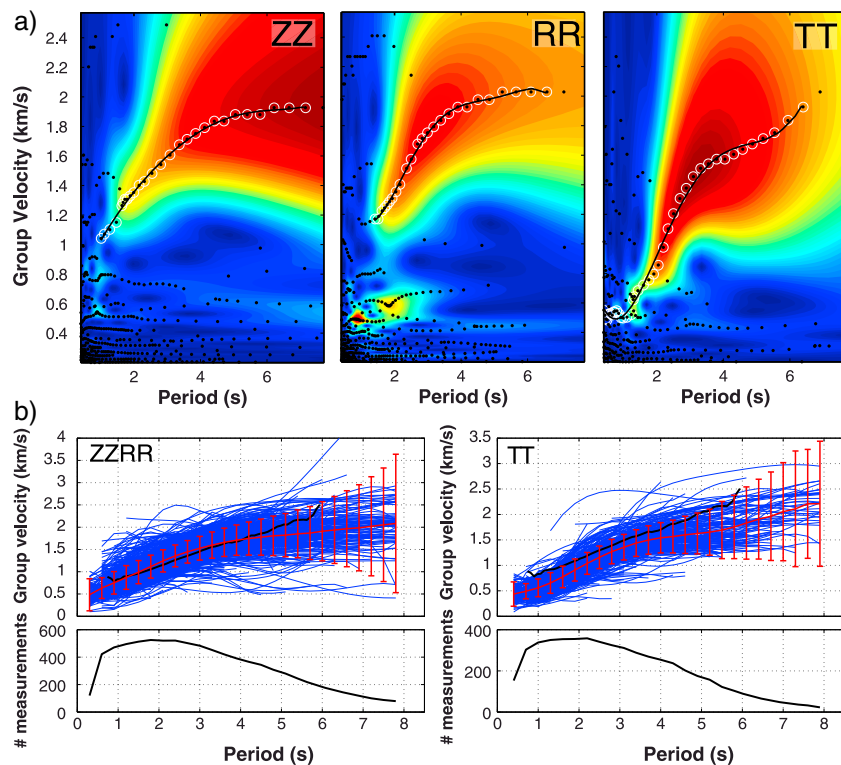 a)
ZZ
RR
TT
Group Velocity (km/s)
2.4
2.2
2
1.8
1.6
1.4
1.2
1
0.8
0.6
0.4
2 4 6
2 4 6
2 4 6
Period (s)
Period (s)
Period (s)
b)
ZZRR
Group velocity (km/s)
4
3.5
3
2.5
2
1.5
1
0.5
0
TT
Group velocity (km/s)
3.5
3
2.5
2
1.5
1
0.5
0
# measurements
600
400
200
0
0 1 2 3 4 5 6 7 8
Period (s)
# measurements
400
200
0
0 1 2 3 4 5 6 7 8
Period (s)